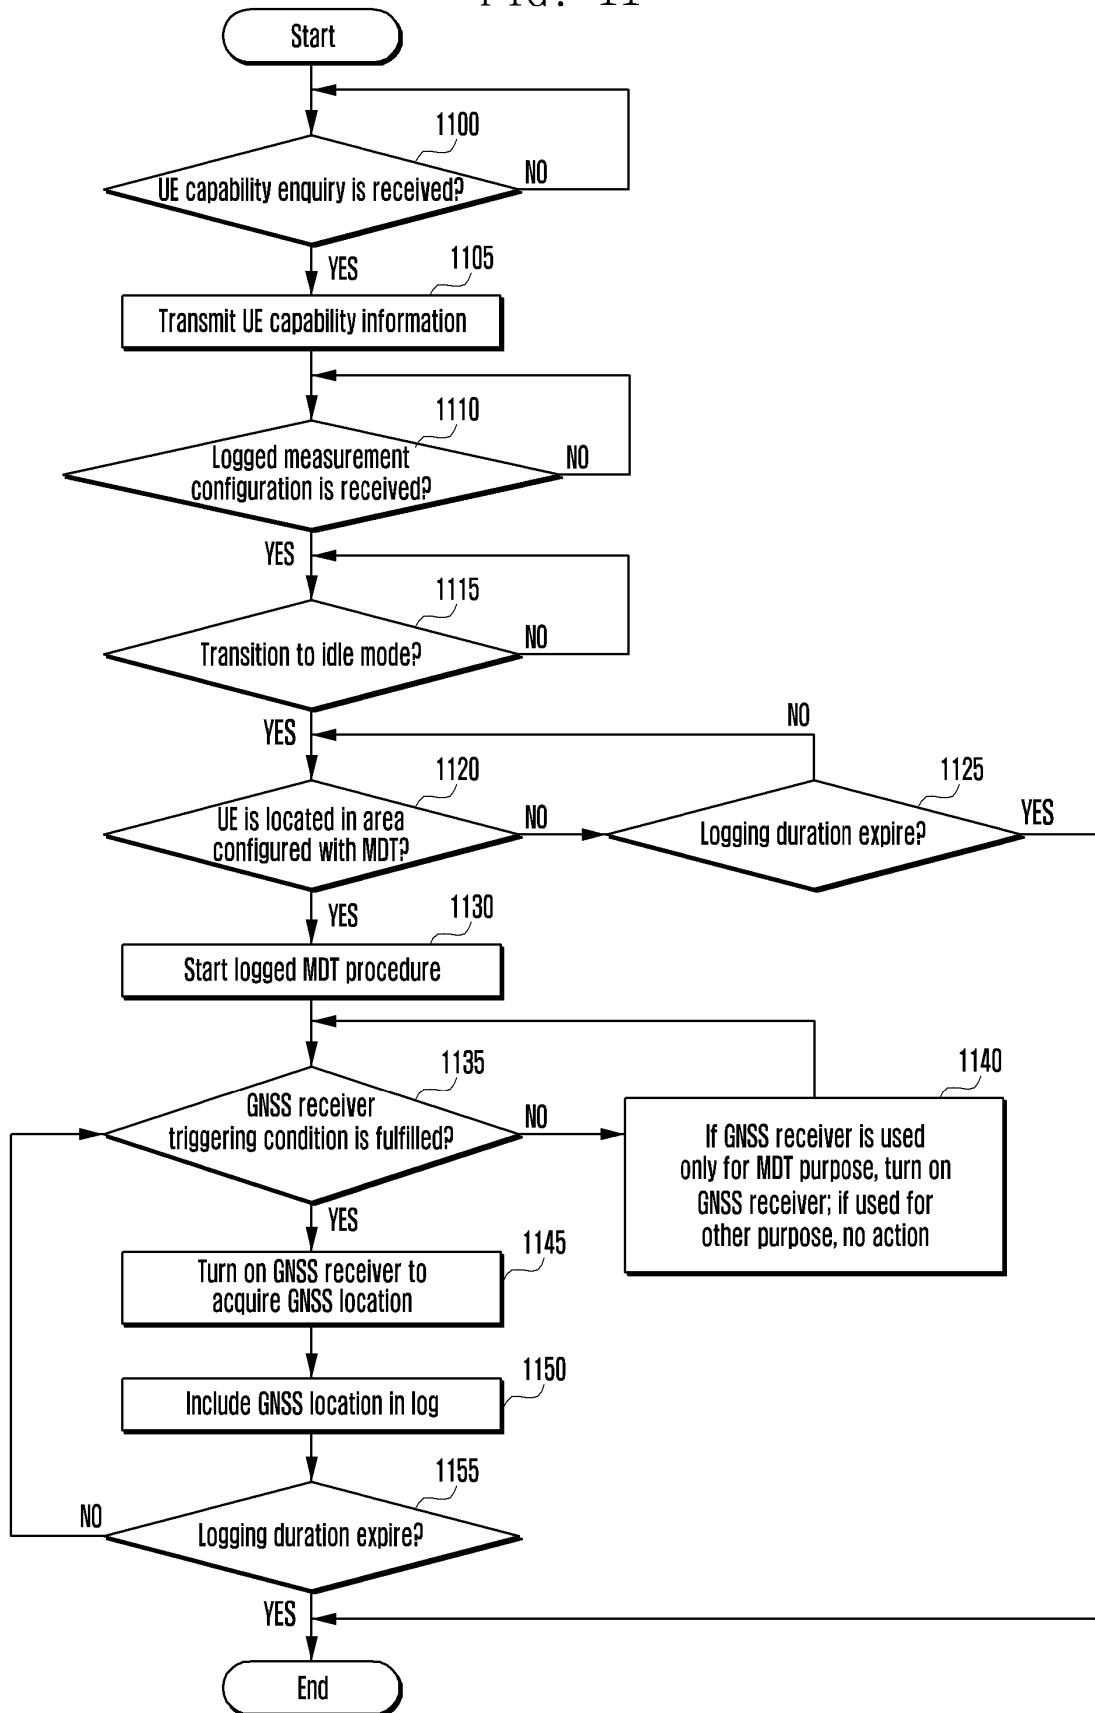 FIG. 11
Start
1100
UE capability enquiry is received?
NO
YES
1105
Transmit UE capability information
1110
Logged measurement
configuration is received?
NO
YES
1115
Transition to idle mode?
NO
YES
NO
1120
UE is located in area
configured with MDT?
NO
1125
Logging duration expire?
YES
YES
1130
Start logged MDT procedure
1135
GNSS receiver
triggering condition is fulfilled?
NO
1140
If GNSS receiver is used
only for MDT purpose, turn on
GNSS receiver; if used for
other purpose, no action
YES
1145
Turn on GNSS receiver to
acquire GNSS location
1150
Include GNSS location in log
1155
Logging duration expire?
NO
YES
End